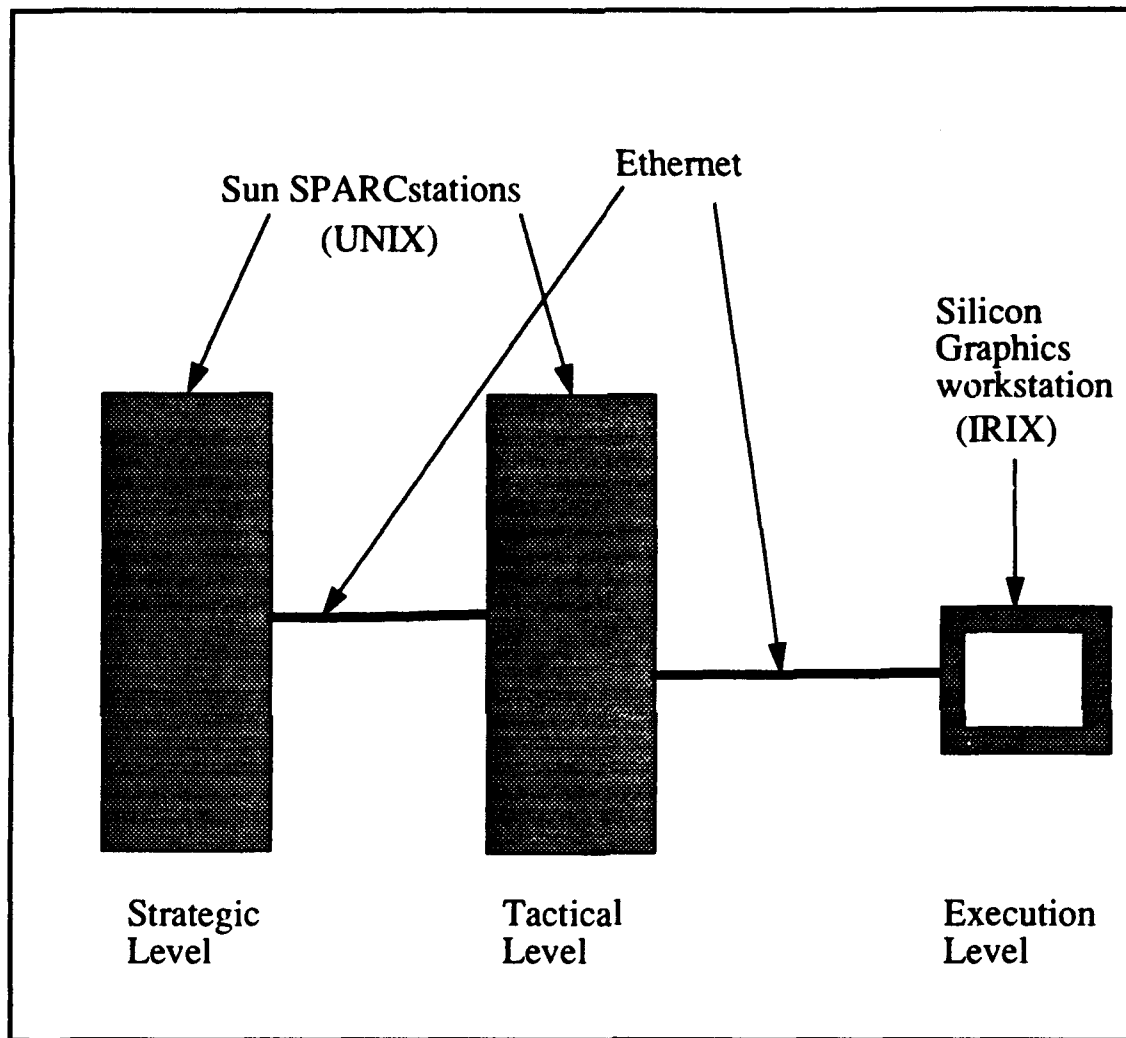 Ethernet
Sun SPARCstations
(UNIX)
Silicon
Graphics
workstation
(IRIX)
Strategic
Level
Tactical
Level
Execution
Level